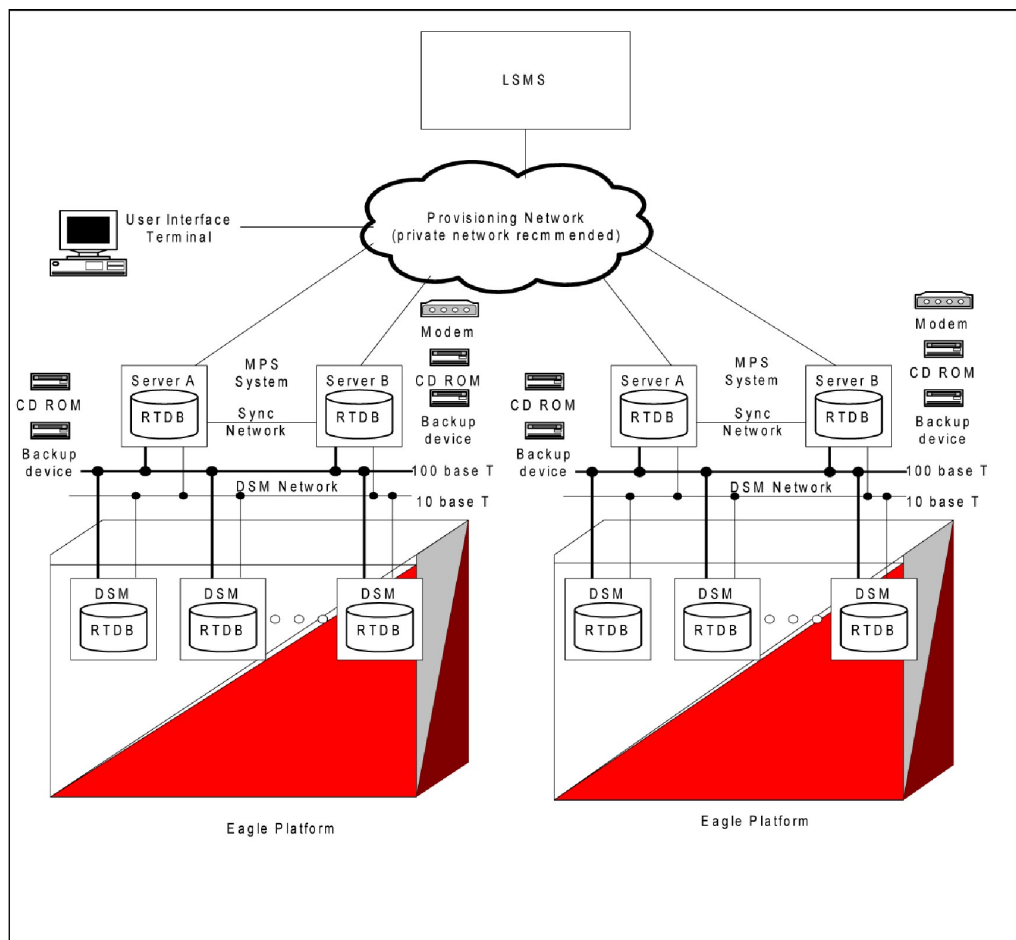 LSMS
Provisioning Network
(private network recmmended)
User Interface
Terminal
Modem
CD ROM
Backup
device
Server A
RTDB
MPS
System
Sync
Network
Server B
RTDB
CD ROM
Backup
device
100 base T
DSM Network
10 base T
DSM
RTDB
DSM
RTDB
DSM
RTDB
Eagle Platform
Modem
CD ROM
Backup
device
Server A
RTDB
MPS
System
Sync
Network
Server B
RTDB
CD ROM
Backup
device
100 base T
DSM Network
10 base T
DSM
RTDB
DSM
RTDB
DSM
RTDB
Eagle Platform